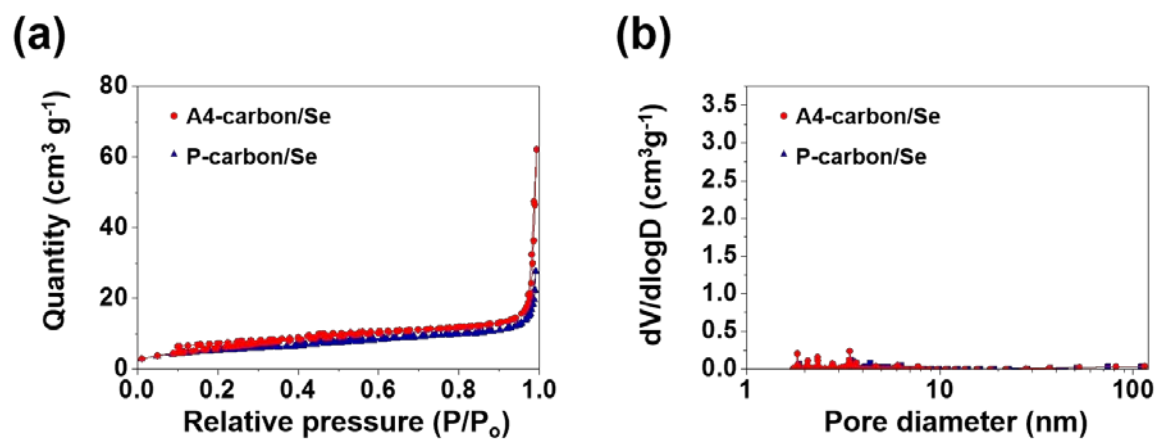 (a)
(b)
Quantity (cm³ g⁻¹)
80
60
40
20
0
A4-carbon/Se
P-carbon/Se
0.0 0.2 0.4 0.6 0.8 1.0
Relative pressure (P/Pₒ)
dV/dlogD (cm³g⁻¹)
3.5
3.0
2.5
2.0
1.5
1.0
0.5
0.0
A4-carbon/Se
P-carbon/Se
1 10 100
Pore diameter (nm)